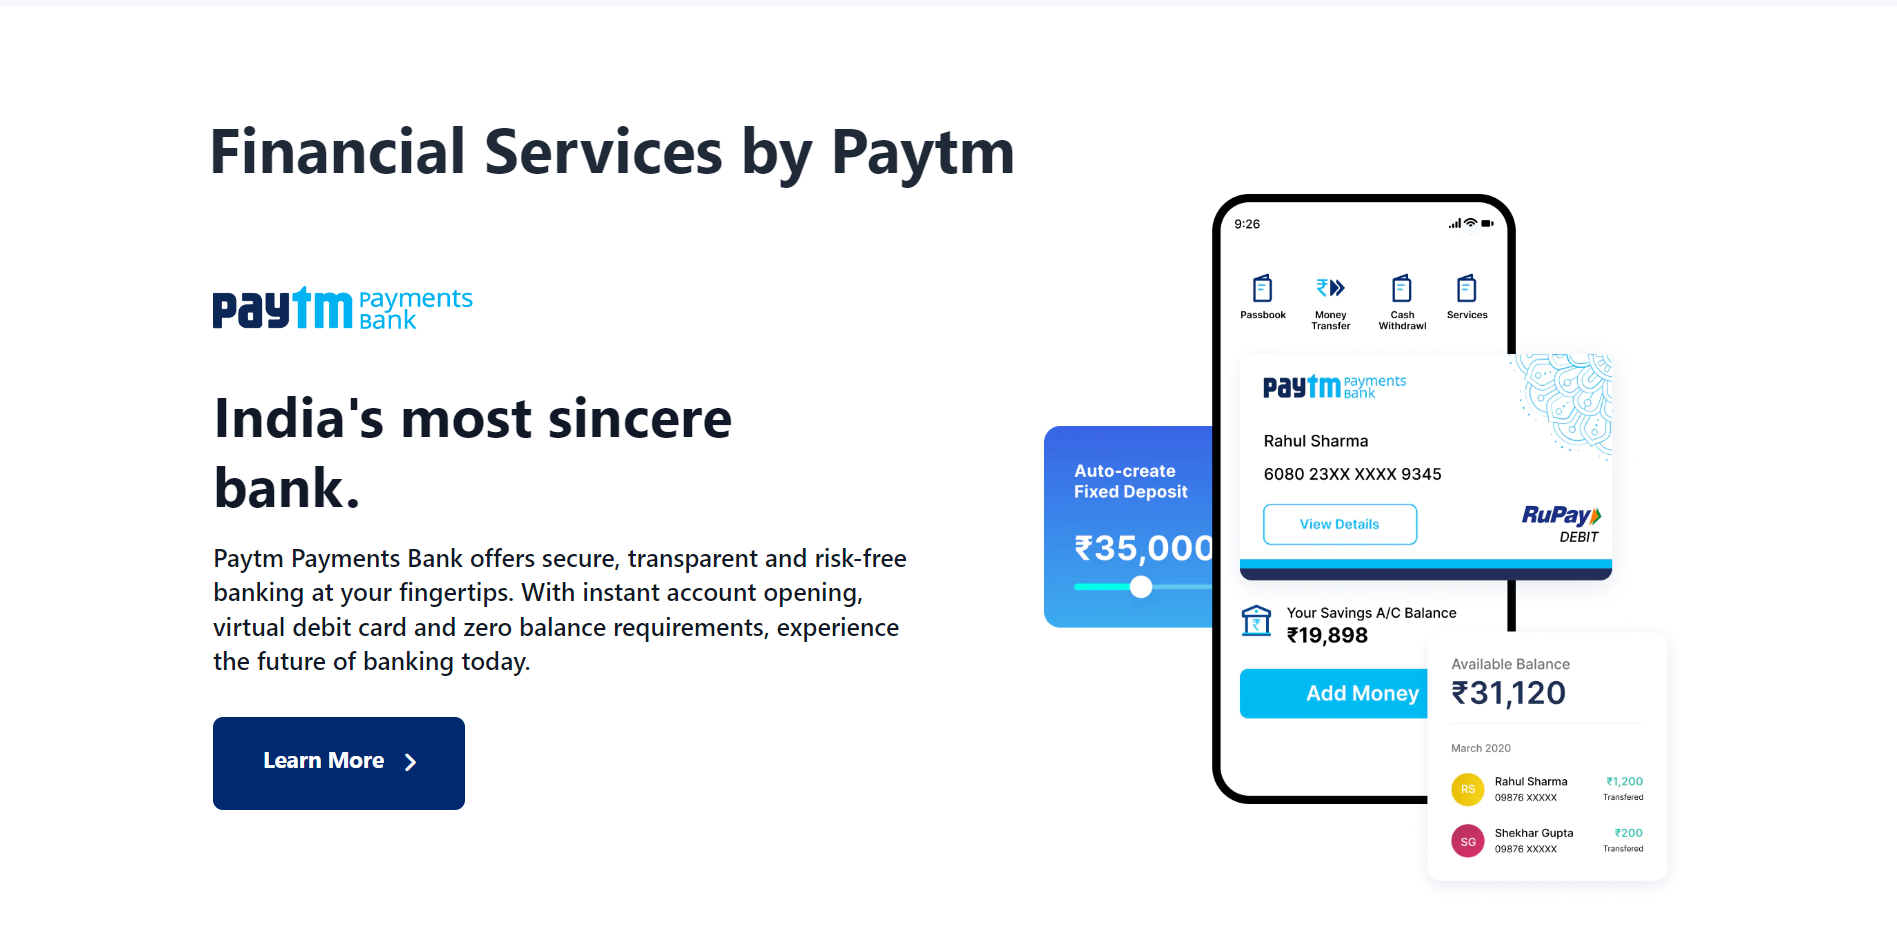 Financial Services by Paytm
paytm Payments
Bank
India's most sincere
bank.
Paytm Payments Bank offers secure, transparent and risk-free
banking at your fingertips. With instant account opening,
virtual debit card and zero balance requirements, experience
the future of banking today.
Learn More
Auto-create
Fixed Deposit
₹35,000
9:26
Passbook
Money
Transfer
Cash
Withdrawl
Services
paytm Payments
Bank
Rahul Sharma
6080 23XX XXXX 9345
View Details
RuPay
DEBIT
Your Savings A/C Balance
₹19,898
Add Money
Available Balance
₹31,120
March 2020
RS
Rahul Sharma
₹1,200
09876 XXXXX
Transfered
SG
Shekhar Gupta
₹200
09876 XXXXX
Transfered